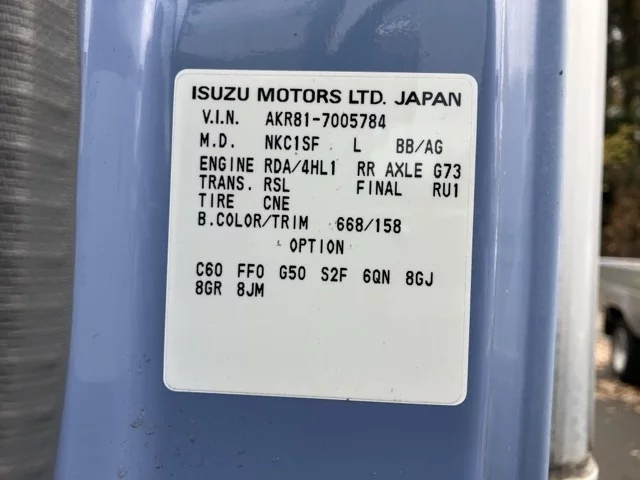 ISUZU MOTORS LTD. JAPAN
V.I.N. AKR81-7005784
M.D. NKC1SF L BB/AG
ENGINE RDA/4HL1 RR AXLE G73
TRANS. RSL FINAL RU1
TIRE CNE
B.COLOR/TRIM 668/158
OPTION
C60 FF0 G50 S2F 6QN 8GJ
8GR 8JM